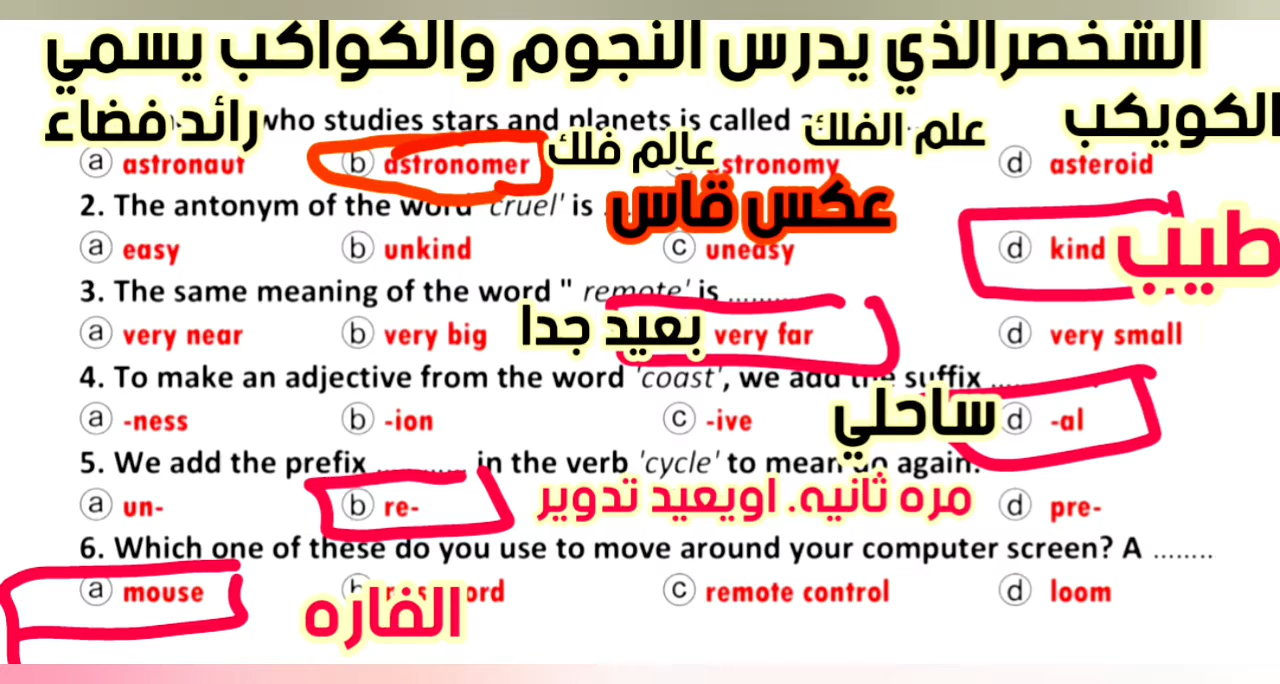 الشخصرالذي يدرس النجوم والكواكب يسمي
رائد فضاء who studies stars and planets is called علم الفلك الكويكب
a astronaut b astronomer عالم فلك astronomy d asteroid
2. The antonym of the word 'cruel' is عكس قاس
a easy b unkind c uneasy d kind طيب
3. The same meaning of the word " remote' is ..........
a very near b very big بعيد جدا very far d very small
4. To make an adjective from the word 'coast', we add the suffix ..........
a -ness b -ion c -ive ساحلي d -al
5. We add the prefix .......... in the verb 'cycle' to mean do again.
a un- b re- مره ثانيه. اويعيد تدوير d pre-
6. Which one of these do you use to move around your computer screen? A ........
a mouse الفاره c remote control d loom